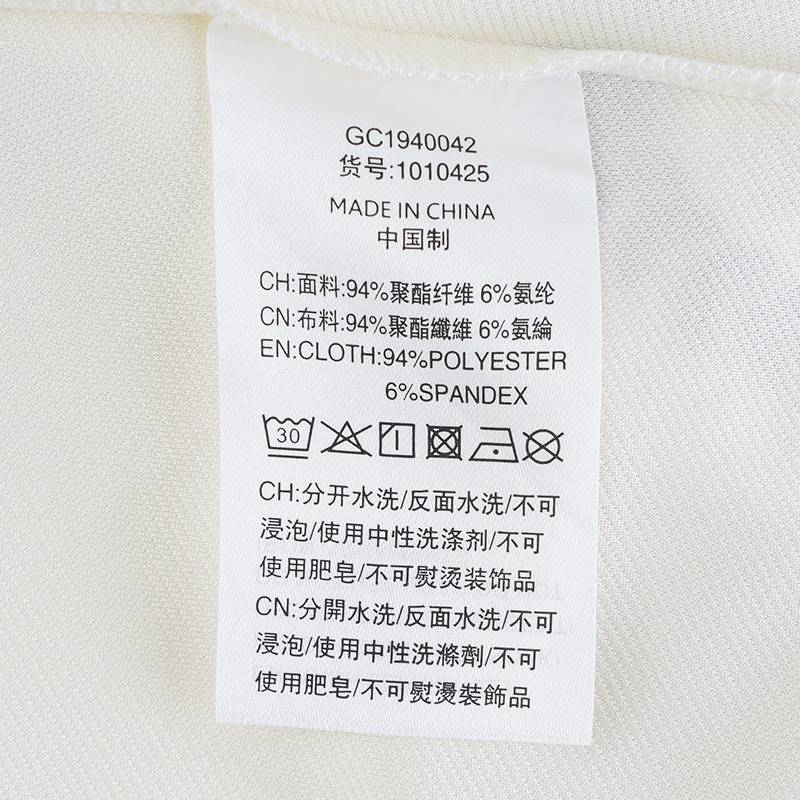 GC1940042
货号:1010425
MADE IN CHINA
中国制
CH:面料:94%聚酯纤维 6%氨纶
CN:布料:94%聚酯纖維 6%氨綸
EN:CLOTH:94%POLYESTER
6%SPANDEX
30
CH:分开水洗/反面水洗/不可
浸泡/使用中性洗涤剂/不可
使用肥皂/不可熨烫装饰品
CN:分開水洗/反面水洗/不可
浸泡/使用中性洗滌劑/不可
使用肥皂/不可熨燙裝飾品